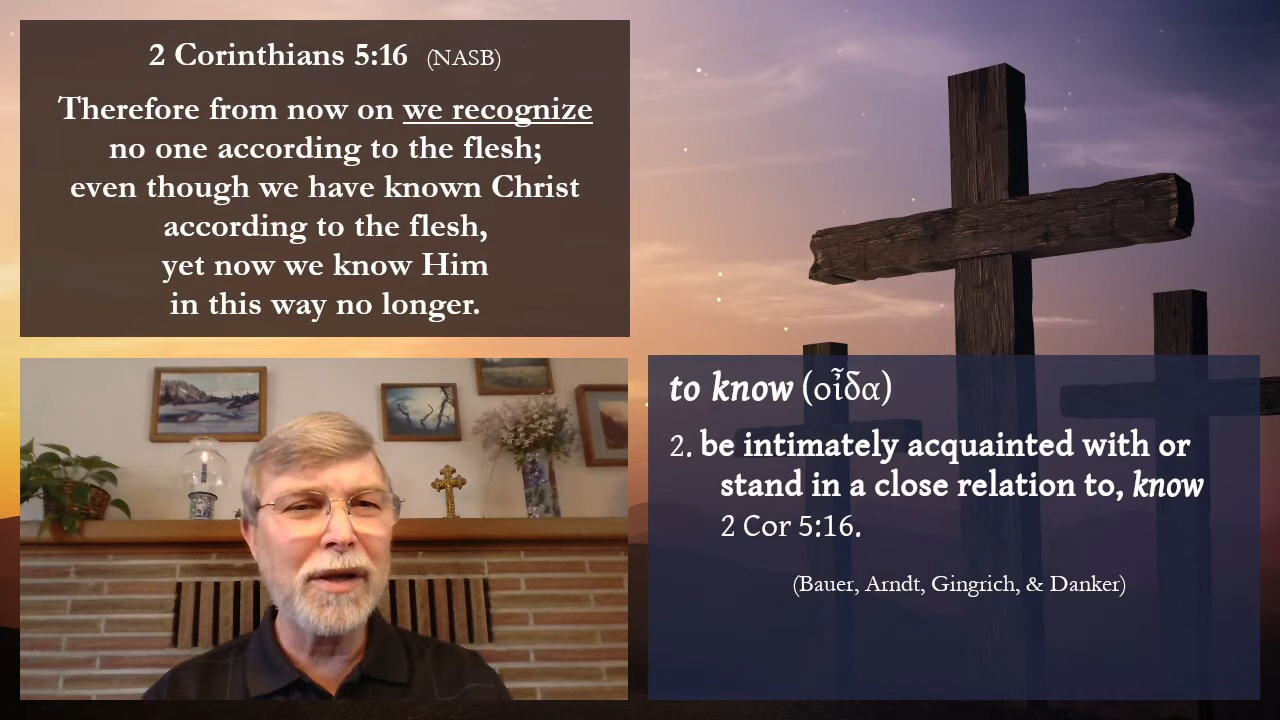 2 Corinthians 5:16 (NASB)
Therefore from now on we recognize
no one according to the flesh;
even though we have known Christ
according to the flesh,
yet now we know Him
in this way no longer.
to know (οἶδα)
2. be intimately acquainted with or
stand in a close relation to, know
2 Cor 5:16.
(Bauer, Arndt, Gingrich, & Danker)